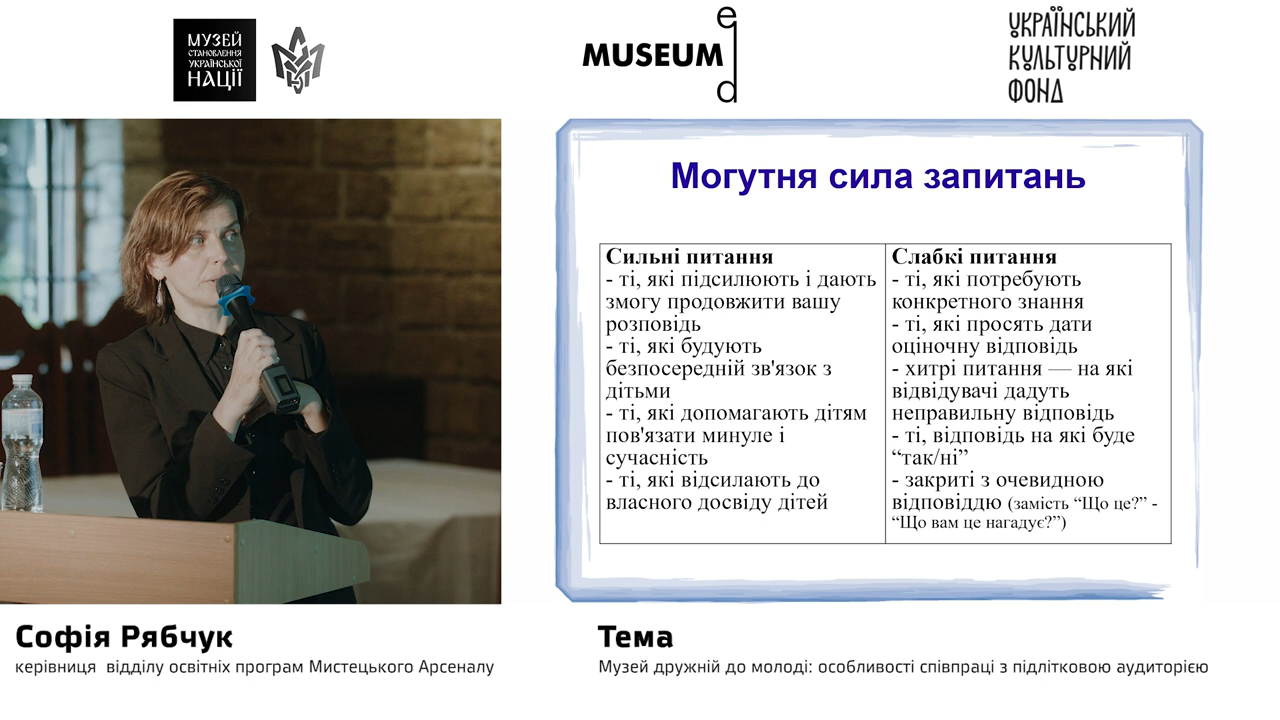 МУЗЕЙ
СТАНОВЛЕННЯ
УКРАЇНСЬКОЇ
НАЦІЇ
MUSEUM
ed
УКРАЇНСЬКИЙ
КУЛЬТУРНИЙ
ФОНД
Могутня сила запитань
Сильні питання
- ті, які підсилюють і дають
змогу продовжити вашу
розповідь
- ті, які будують
безпосередній зв'язок з
дітьми
- ті, які допомагають дітям
пов'язати минуле і
сучасність
- ті, які відсилають до
власного досвіду дітей
Слабкі питання
- ті, які потребують
конкретного знання
- ті, які просять дати
оціночну відповідь
- хитрі питання — на які
відвідувачі дадуть
неправильну відповідь
- ті, відповідь на які буде
“так/ні”
- закриті з очевидною
відповіддю (замість “Що це?” -
“Що вам це нагадує?”)
Софія Рябчук
керівниця відділу освітніх програм Мистецького Арсеналу
Тема
Музей дружній до молоді: особливості співпраці з підлітковою аудиторією